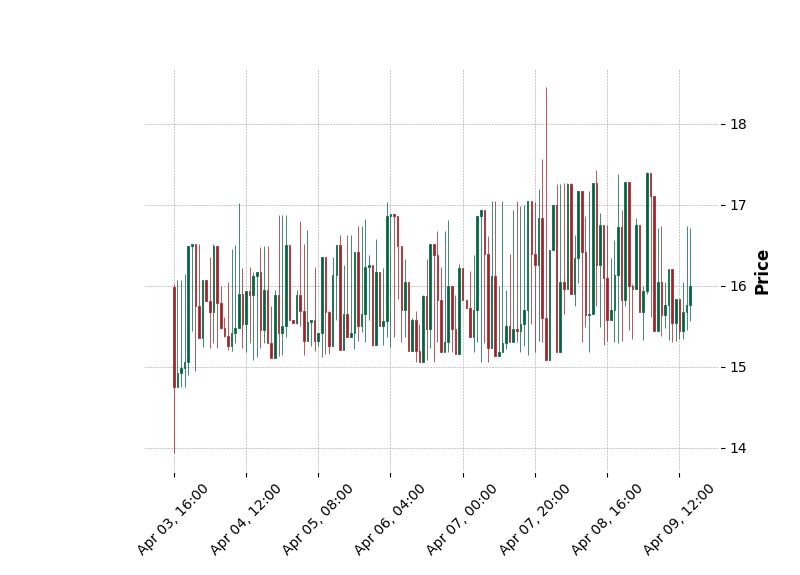 18
17
16
15
14
Price
Apr 03, 16:00
Apr 04, 12:00
Apr 05, 08:00
Apr 06, 04:00
Apr 07, 00:00
Apr 07, 20:00
Apr 08, 16:00
Apr 09, 12:00